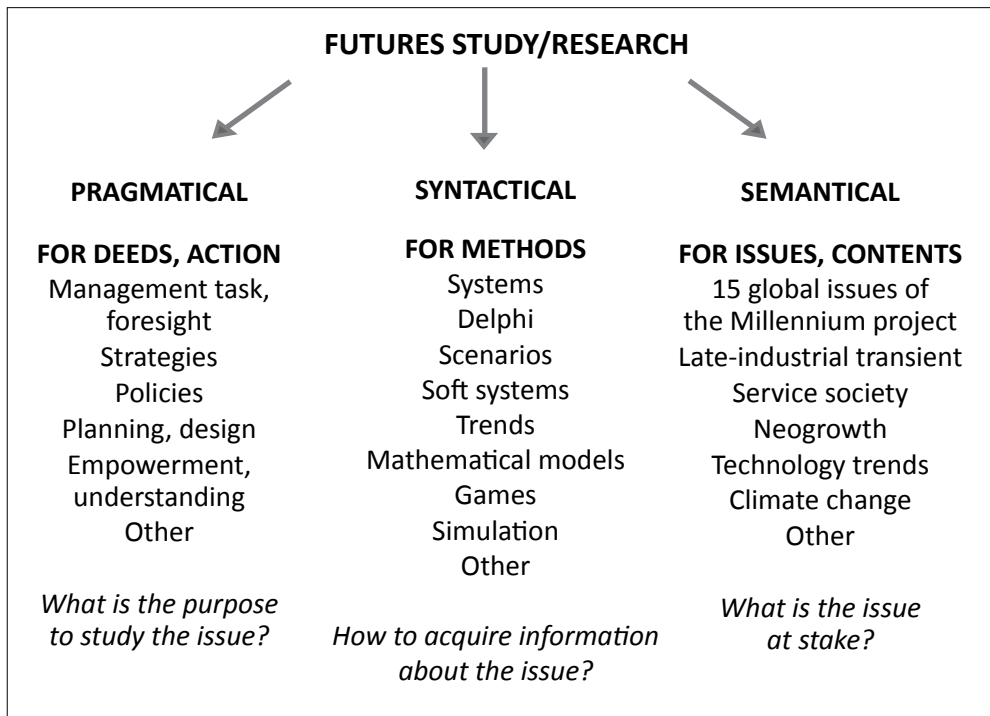 FUTURES STUDY/RESEARCH
PRAGMATICAL
FOR DEEDS, ACTION
Management task,
foresight
Strategies
Policies
Planning, design
Empowerment,
understanding
Other
What is the purpose
to study the issue?
SYNTACTICAL
FOR METHODS
Systems
Delphi
Scenarios
Soft systems
Trends
Mathematical models
Games
Simulation
Other
How to acquire information
about the issue?
SEMANTICAL
FOR ISSUES, CONTENTS
15 global issues of
the Millennium project
Late-industrial transient
Service society
Neogrowth
Technology trends
Climate change
Other
What is the issue
at stake?